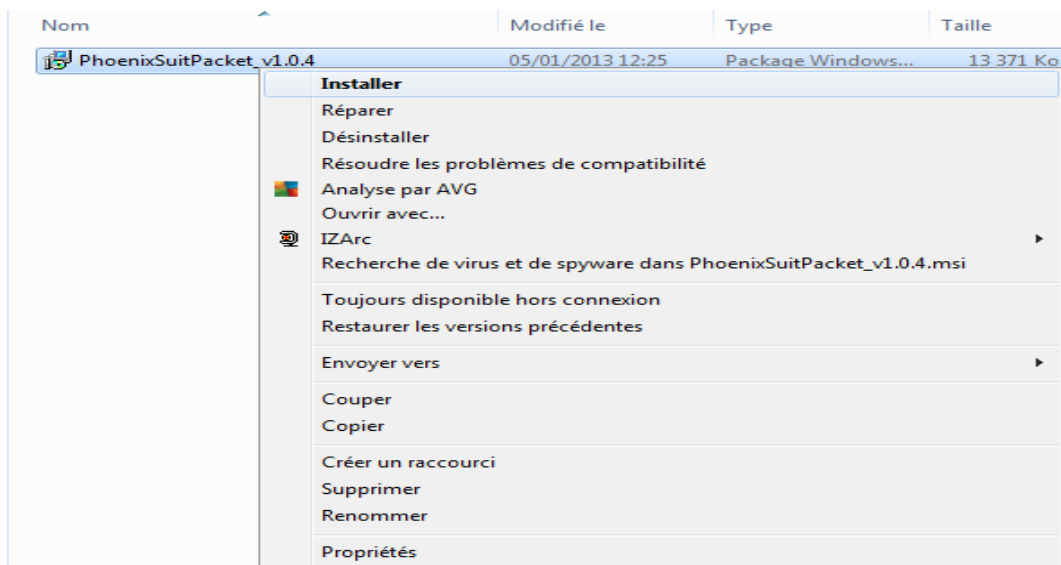 Nom Modifié le Type Taille
PhoenixSuitPacket_v1.0.4 05/01/2013 12:25 Package Windows... 13 371 Ko
Installer
Réparer
Désinstaller
Résoudre les problèmes de compatibilité
Analyse par AVG
Ouvrir avec...
IZArc
Recherche de virus et de spyware dans PhoenixSuitPacket_v1.0.4.msi
Toujours disponible hors connexion
Restaurer les versions précédentes
Envoyer vers
Couper
Copier
Créer un raccourci
Supprimer
Renommer
Propriétés